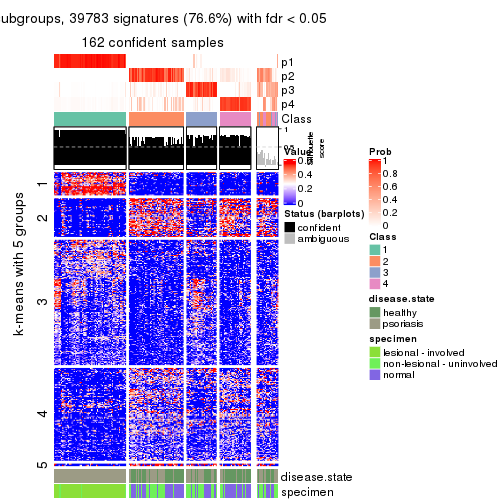 ubgroups, 39783 signatures (76.6%) with fdr < 0.05
162 confident samples
p1
p2
p3
p4
Class
1
0.5
Silhouette
score
k-means with 5 groups
1
2
3
4
5
disease.state
specimen
Value
0.6
0.4
0.2
0
Status (barplots)
confident
ambiguous
Prob
1
0.8
0.6
0.4
0.2
0
Class
1
2
3
4
disease.state
healthy
psoriasis
specimen
lesional - involved
non-lesional - uninvolved
normal